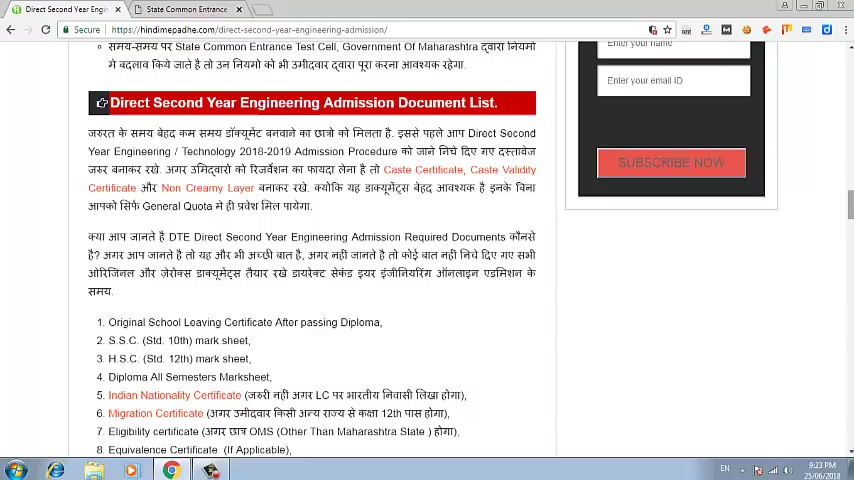 Direct Second Year Engin
State Common Entrance
Secure
https://hindimepadhe.com/direct-second-year-engineering-admission/
समय-समय पर State Common Entrance Test Cell, Government Of Maharashtra द्वारा नियमो
मे बदलाव किये जाते है तो उन नियमो को भी उमीदवार द्वारा पूरा करना आवश्यक रहेगा.
Enter your name
Enter your email ID
SUBSCRIBE NOW
Direct Second Year Engineering Admission Document List.
जरुरत के समय बेहद कम समय डॉक्यूमेंट बनवाने का छात्रो को मिलता है. इससे पहले आप Direct Second
Year Engineering / Technology 2018-2019 Admission Procedure को जाने निचे दिए गए दस्तावेज
जरुर बनाकर रखे. अगर उमिदवारो को रिजर्वेशन का फायदा लेना है तो Caste Certificate, Caste Validity
Certificate और Non Creamy Layer बनाकर रखे. क्योकि यह डाक्यूमेंट्स बेहद आवश्यक है इनके बिना
आपको सिर्फ General Quota मे ही प्रवेश मिल पायेगा.
क्या आप जानते है DTE Direct Second Year Engineering Admission Required Documents कौनसे
है? अगर आप जानते है तो यह और भी अच्छी बात है, अगर नहीं जानते है तो कोई बात नहीं निचे दिए गए सभी
ओरिजिनल और ज़ेरोक्स डाक्यूमेंट्स तैयार रखे डायरेक्ट सेकंड इयर इंजीनियरिंग ऑनलाइन एडमिशन के
समय.
1. Original School Leaving Certificate After passing Diploma,
2. S.S.C. (Std. 10th) mark sheet,
3. H.S.C. (Std. 12th) mark sheet,
4. Diploma All Semesters Marksheet,
5. Indian Nationality Certificate (जरुरी नहीं अगर LC पर भारतीय निवासी लिखा होगा),
6. Migration Certificate (अगर उमीदवार किसी अन्य राज्य से कक्षा 12th पास होगा),
7. Eligibility certificate (अगर छात्र OMS (Other Than Maharashtra State ) होगा),
8. Equivalence Certificate (If Applicable),
EN
9:23 PM
25/06/2018